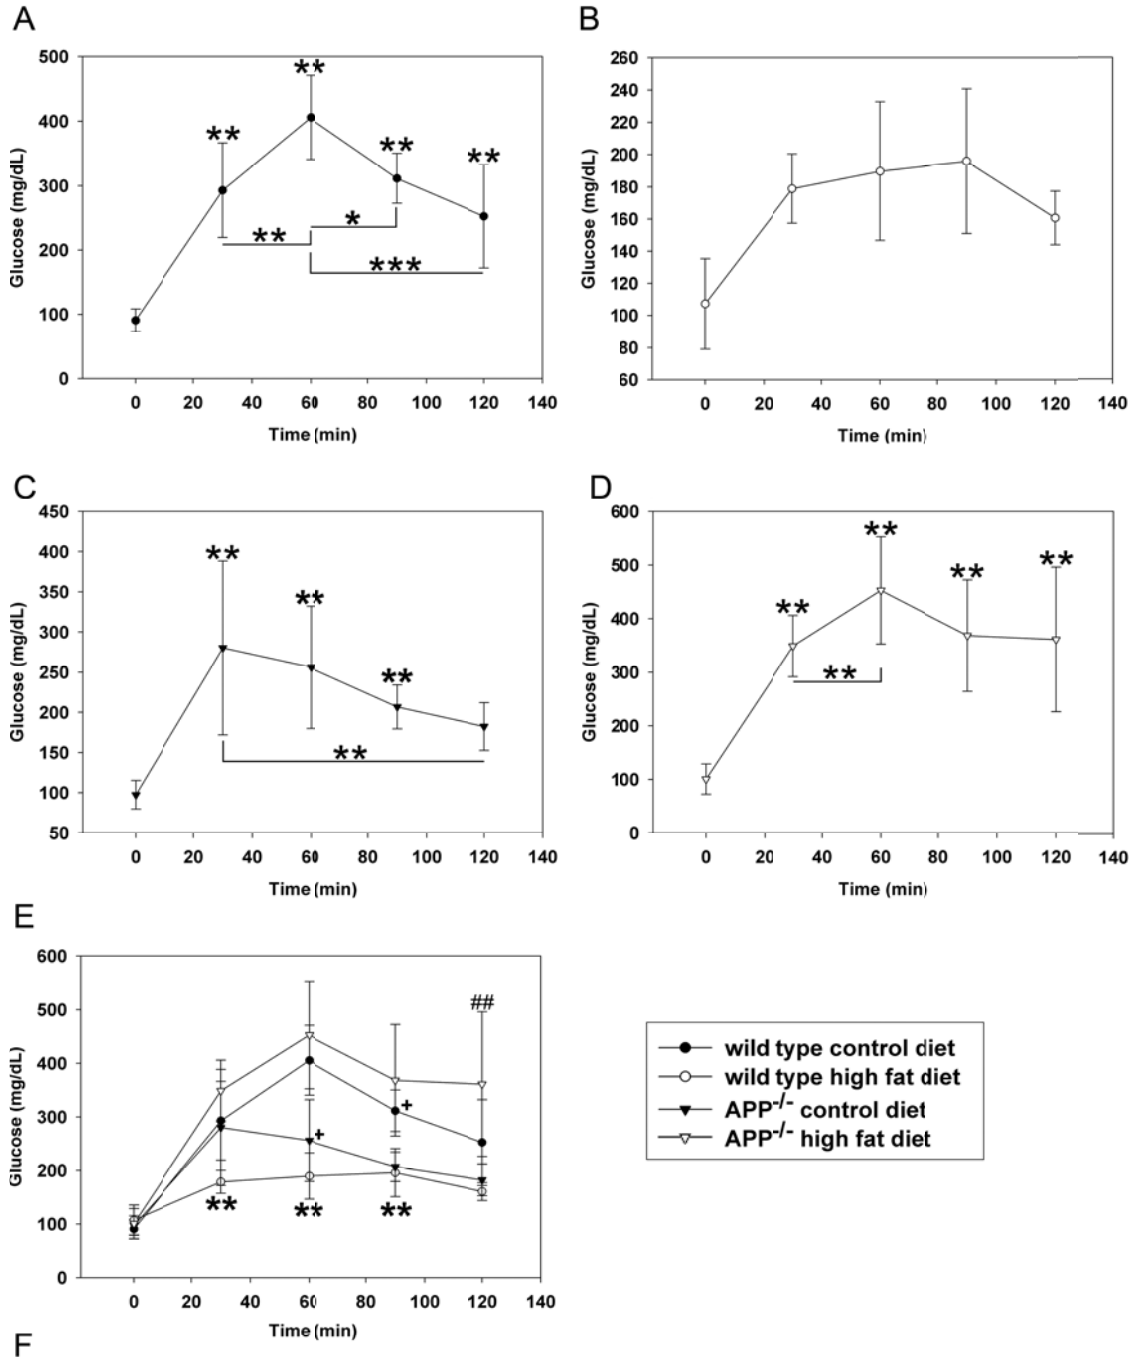 A
B
500
400
300
200
100
0
Glucose (mg/dL)
**
**
**
**
**
*
***
0 20 40 60 80 100 120 140
Time (min)
260
240
220
200
180
160
140
120
100
80
60
Glucose (mg/dL)
0 20 40 60 80 100 120 140
Time (min)
C
D
450
400
350
300
250
200
150
100
50
Glucose (mg/dL)
**
**
**
**
0 20 40 60 80 100 120 140
Time (min)
600
500
400
300
200
100
0
Glucose (mg/dL)
**
**
**
**
**
0 20 40 60 80 100 120 140
Time (min)
E
600
500
400
300
200
100
0
Glucose (mg/dL)
##
+
+
**
**
**
0 20 40 60 80 100 120 140
Time (min)
wild type control diet
wild type high fat diet
APP-/- control diet
APP-/- high fat diet
F